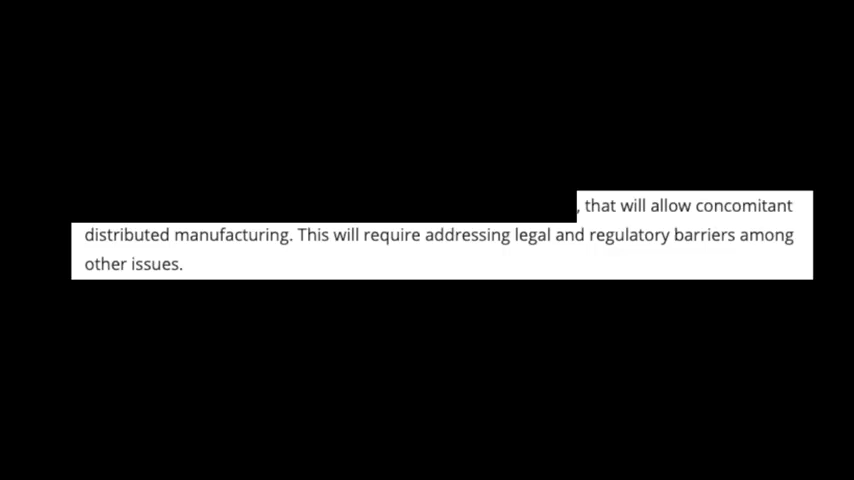 , that will allow concomitant
distributed manufacturing. This will require addressing legal and regulatory barriers among
other issues.